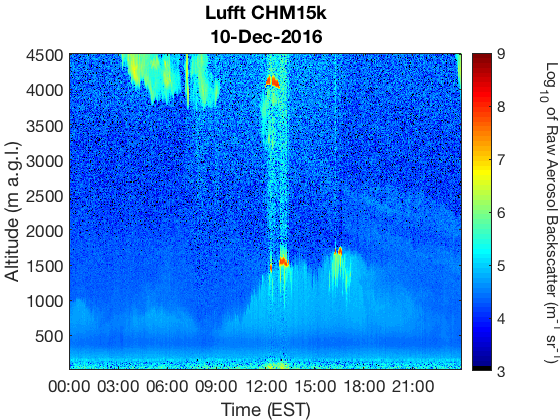 Lufft CHM15k
10-Dec-2016
4500
4000
3500
3000
2500
2000
1500
1000
500
Altitude (m a.g.l.)
00:00 03:00 06:00 09:00 12:00 15:00 18:00 21:00
Time (EST)
9
8
7
6
5
4
3
Log₁₀ of Raw Aerosol Backscatter (m⁻¹ sr⁻¹)